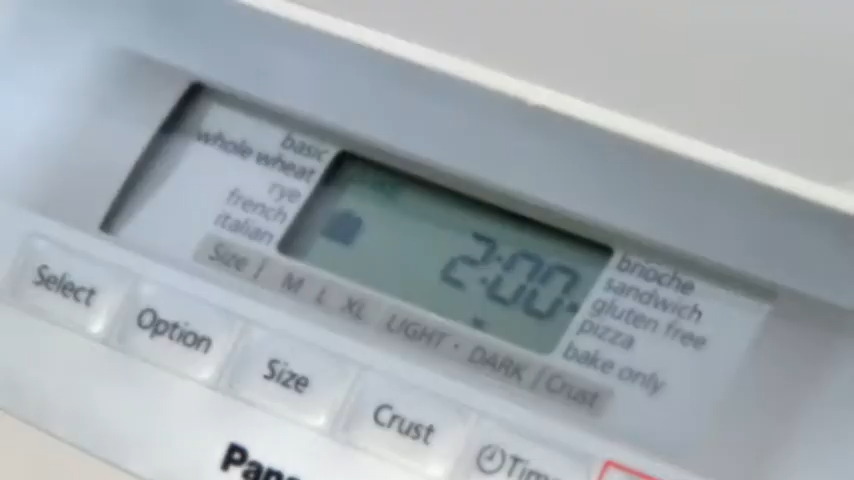 basic
whole wheat
rye
french
italian
2:00
brioche
sandwich
gluten free
pizza
bake only
Size M L XL LIGHT · DARK Crust
Select
Option
Size
Crust
Time
Pana